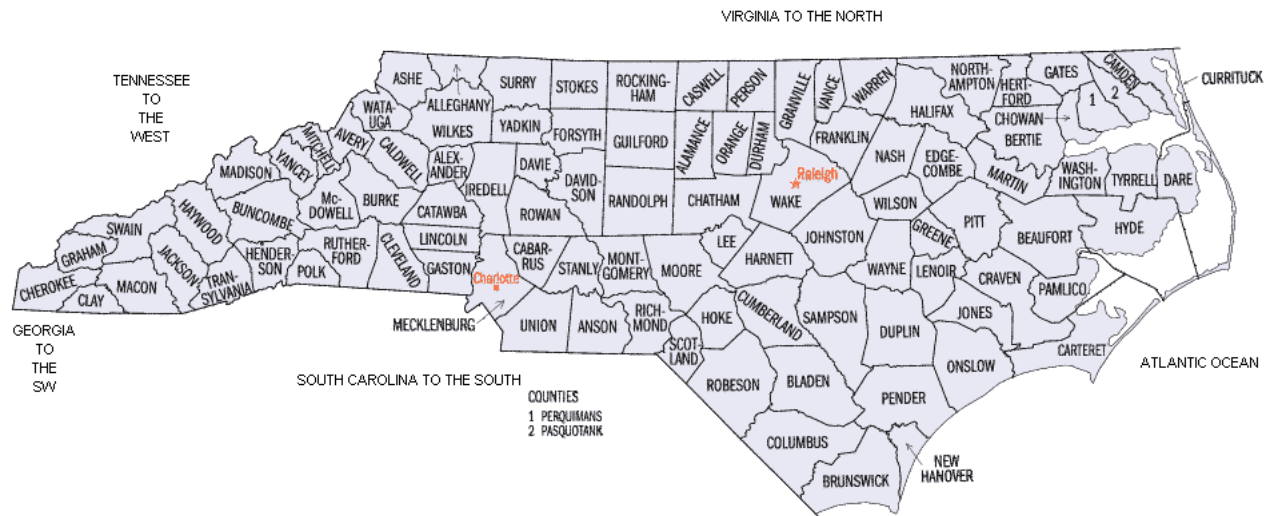 VIRGINIA TO THE NORTH
TENNESSEE
TO
THE
WEST
ASHE
ALLEGHANY
SURRY
STOKES
ROCKING-
HAM
CASWELL
PERSON
GRANVILLE
VANCE
WARREN
NORTH-
AMPTON
HERT-
FORD
GATES
CAMDEN
CURRITUCK
1
2
WATA-
UGA
WILKES
YADKIN
FORSYTH
GUILFORD
ALAMANCE
ORANGE
DURHAM
FRANKLIN
HALIFAX
CHOWAN
BERTIE
MITCHELL
AVERY
CALDWELL
ALEX-
ANDER
IREDELL
DAVIE
DAVID-
SON
RANDOLPH
CHATHAM
WAKE
Raleigh
NASH
EDGE-
COMBE
MARTIN
WASH-
INGTON
TYRRELL
DARE
MADISON
YANCEY
McDOWELL
BURKE
CATAWBA
ROWAN
WILSON
PITT
BEAUFORT
HYDE
SWAIN
HAYWOOD
BUNCOMBE
RUTHER-
FORD
CLEVELAND
LINCOLN
GASTON
CABAR-
RUS
STANLY
MONT-
GOMERY
MOORE
LEE
HARNETT
JOHNSTON
GREENE
WAYNE
LENOIR
CRAVEN
PAMLICO
GRAHAM
CHEROKEE
CLAY
MACON
JACKSON
TRAN-
SYLVANIA
HENDER-
SON
POLK
Charlotte
MECKLENBURG
UNION
ANSON
RICH-
MOND
SCOT-
LAND
HOKE
CUMBERLAND
SAMPSON
DUPLIN
JONES
ONSLOW
CARTERET
GEORGIA
TO
THE
SW
SOUTH CAROLINA TO THE SOUTH
ATLANTIC OCEAN
ROBESON
BLADEN
PENDER
COLUMBUS
BRUNSWICK
NEW
HANOVER
COUNTIES
1 PERQUIMANS
2 PASQUOTANK